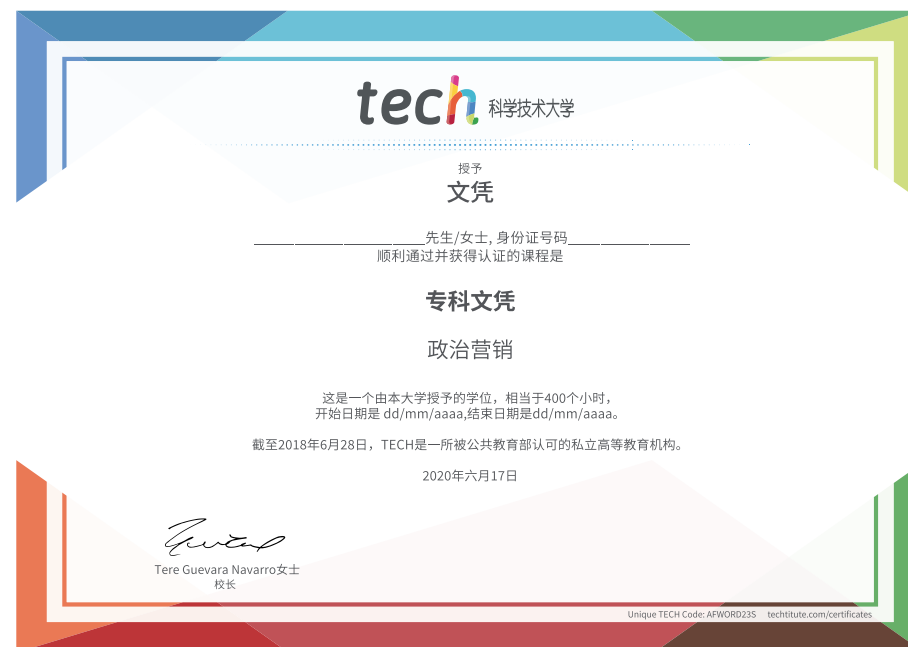 tech 科学技术大学
授予
文凭
先生/女士, 身份证号码
顺利通过并获得认证的课程是
专科文凭
政治营销
这是一个由本大学授予的学位，相当于400个小时，
开始日期是 dd/mm/aaaa,结束日期是dd/mm/aaaa。
截至2018年6月28日，TECH是一所被公共教育部认可的私立高等教育机构。
2020年六月17日
Tere Guevara Navarro女士
校长
Unique TECH Code: AFWORD23S techtitute.com/certificates